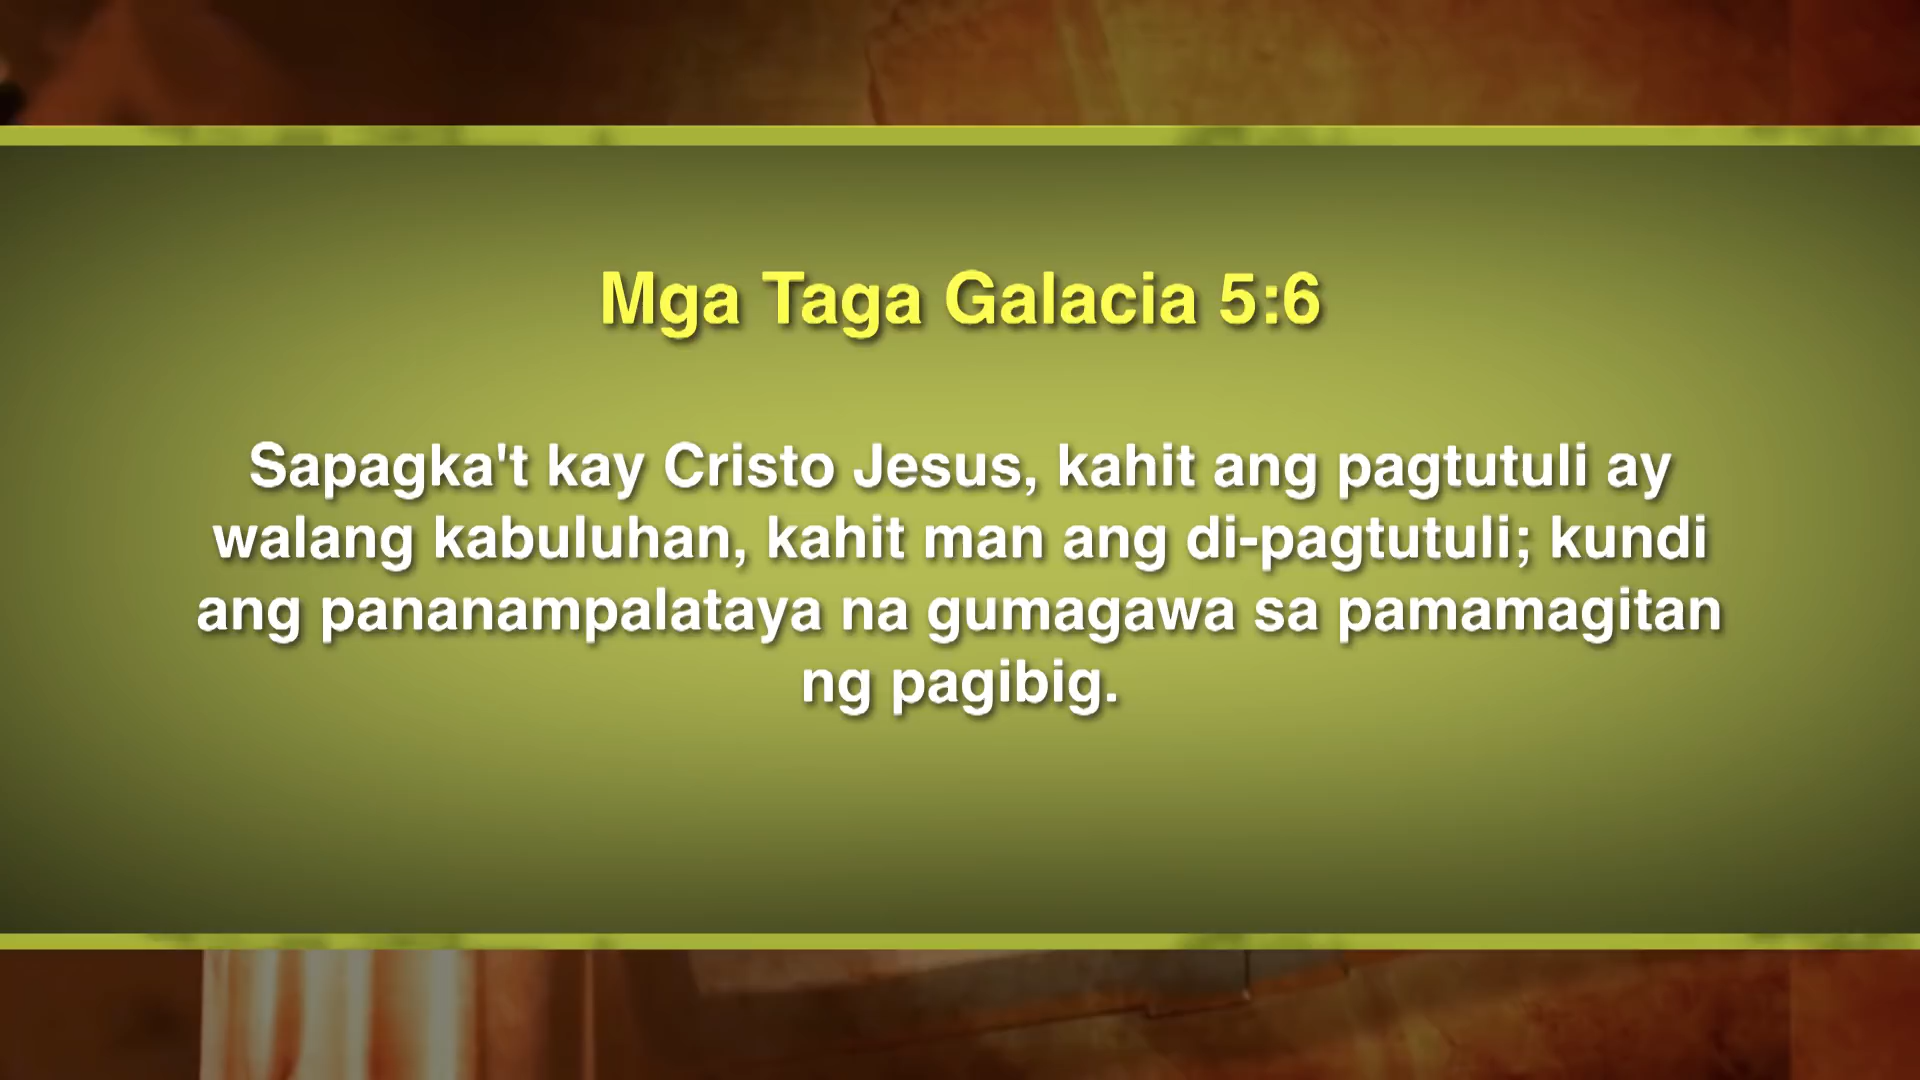 Mga Taga Galacia 5:6
Sapagka't kay Cristo Jesus, kahit ang pagtutuli ay
walang kabuluhan, kahit man ang di-pagtutuli; kundi
ang pananampalataya na gumagawa sa pamamagitan
ng pagibig.